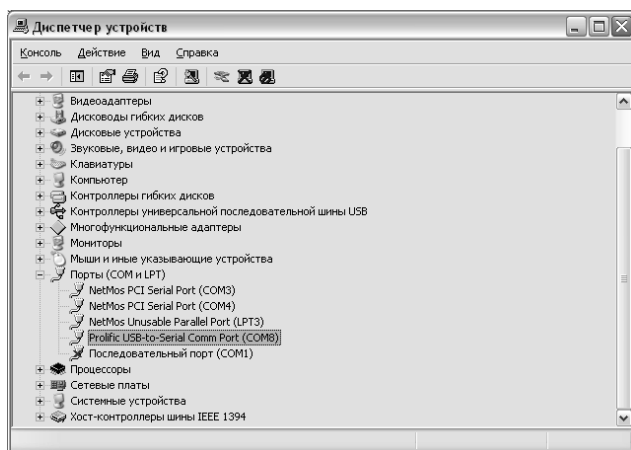 Диспетчер устройств
Консоль Действие Вид Справка
Видеоадаптеры
Дисководы гибких дисков
Дисковые устройства
Звуковые, видео и игровые устройства
Клавиатуры
Компьютер
Контроллеры гибких дисков
Контроллеры универсальной последовательной шины USB
Многофункциональные адаптеры
Мониторы
Мыши и иные указывающие устройства
Порты (COM и LPT)
NetMos PCI Serial Port (COM3)
NetMos PCI Serial Port (COM4)
NetMos Unusable Parallel Port (LPT3)
Prolific USB-to-Serial Comm Port (COM8)
Последовательный порт (COM1)
Процессоры
Сетевые платы
Системные устройства
Хост-контроллеры шины IEEE 1394